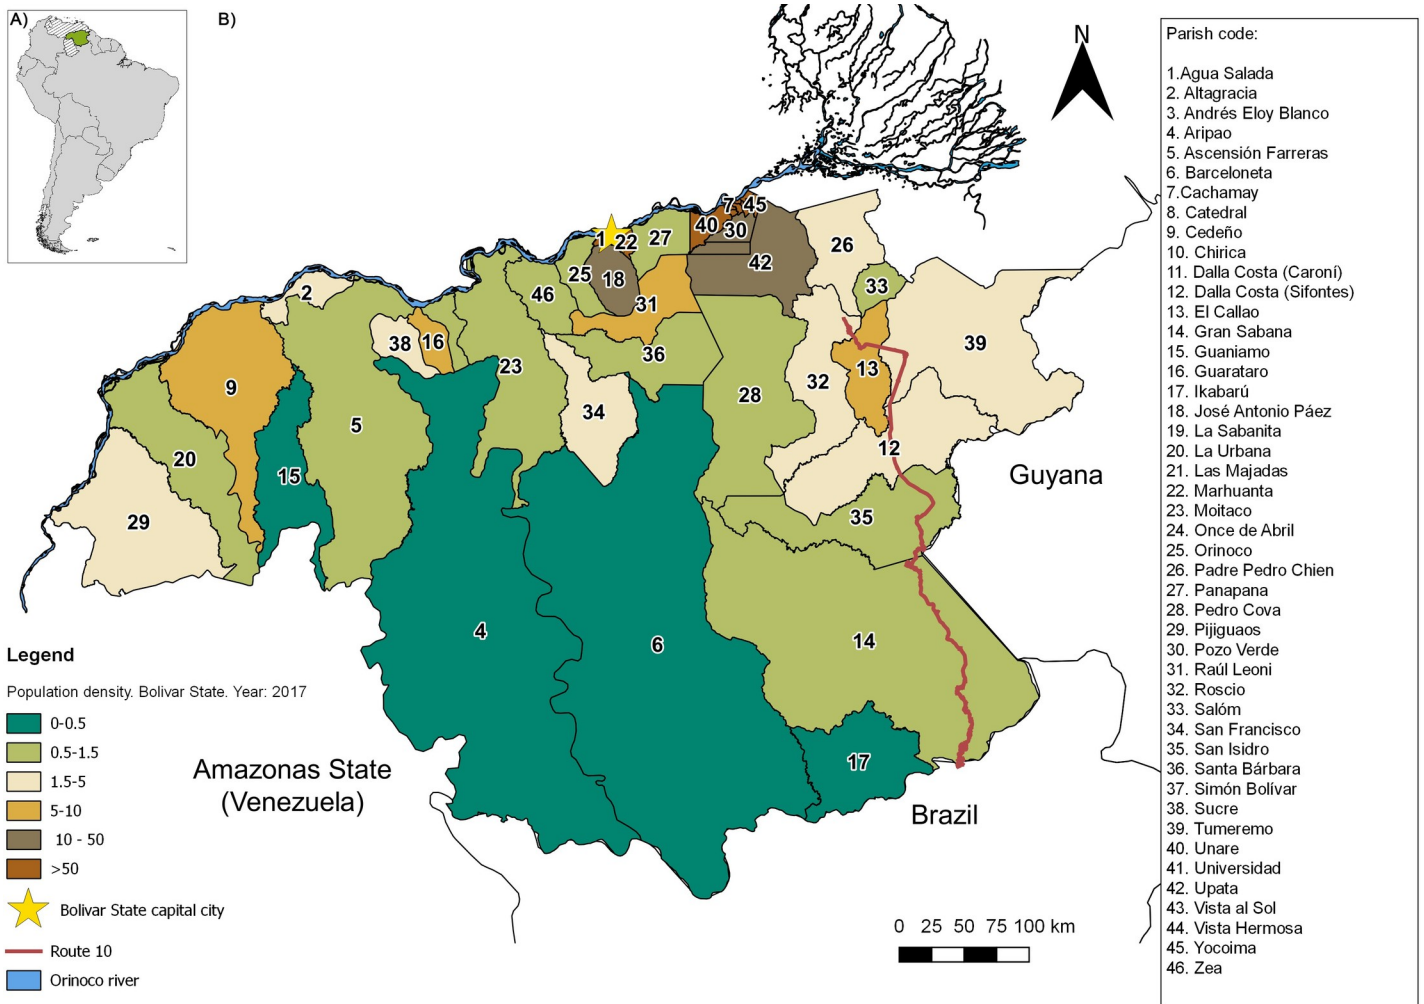 A)
B)
N
7
45
40
30
1
22
27
26
42
25
18
33
2
46
31
38
16
36
39
23
13
9
32
34
28
5
12
20
15
Guyana
29
35
4
6
14
17
Amazonas State
(Venezuela)
Brazil
0 25 50 75 100 km
Legend
Population density. Bolivar State. Year: 2017
0-0.5
0.5-1.5
1.5-5
5-10
10 - 50
>50
Bolivar State capital city
Route 10
Orinoco river
Parish code:
1.Agua Salada
2. Altagracia
3. Andrés Eloy Blanco
4. Aripao
5. Ascensión Farreras
6. Barceloneta
7.Cachamay
8. Catedral
9. Cedeño
10. Chirica
11. Dalla Costa (Caroní)
12. Dalla Costa (Sifontes)
13. El Callao
14. Gran Sabana
15. Guaniamo
16. Guarataro
17. Ikabarú
18. José Antonio Páez
19. La Sabanita
20. La Urbana
21. Las Majadas
22. Marhuanta
23. Moitaco
24. Once de Abril
25. Orinoco
26. Padre Pedro Chien
27. Panapana
28. Pedro Cova
29. Pijiguaos
30. Pozo Verde
31. Raúl Leoni
32. Roscio
33. Salóm
34. San Francisco
35. San Isidro
36. Santa Bárbara
37. Simón Bolívar
38. Sucre
39. Tumeremo
40. Unare
41. Universidad
42. Upata
43. Vista al Sol
44. Vista Hermosa
45. Yocoima
46. Zea